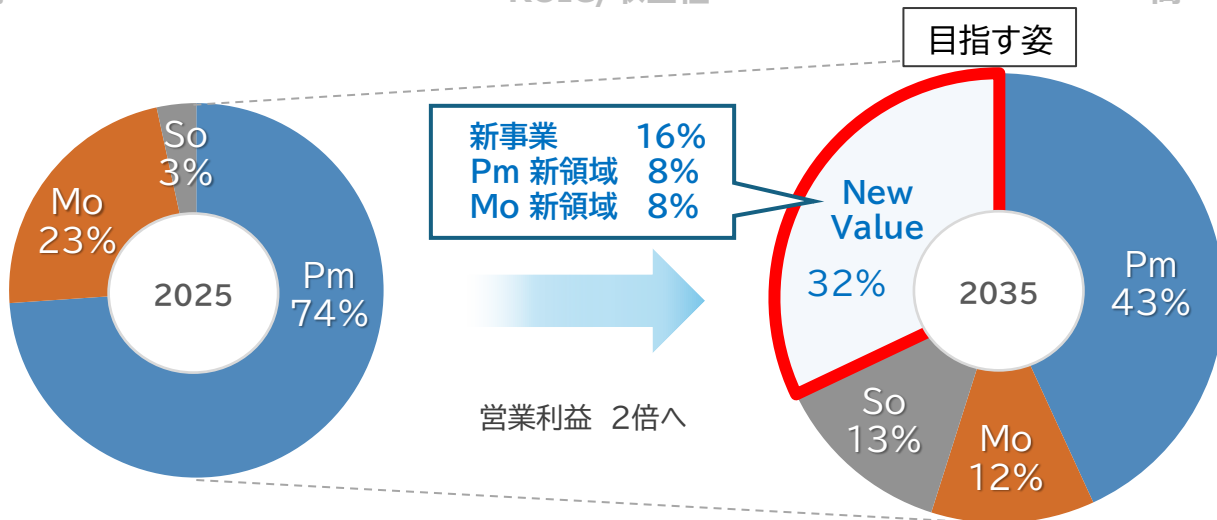 目指す姿
So
3%
Mo
23%
Pm
74%
2025
新事業 16%
Pm 新領域 8%
Mo 新領域 8%
営業利益 2倍へ
New
Value
32%
2035
Pm
43%
So
13%
Mo
12%